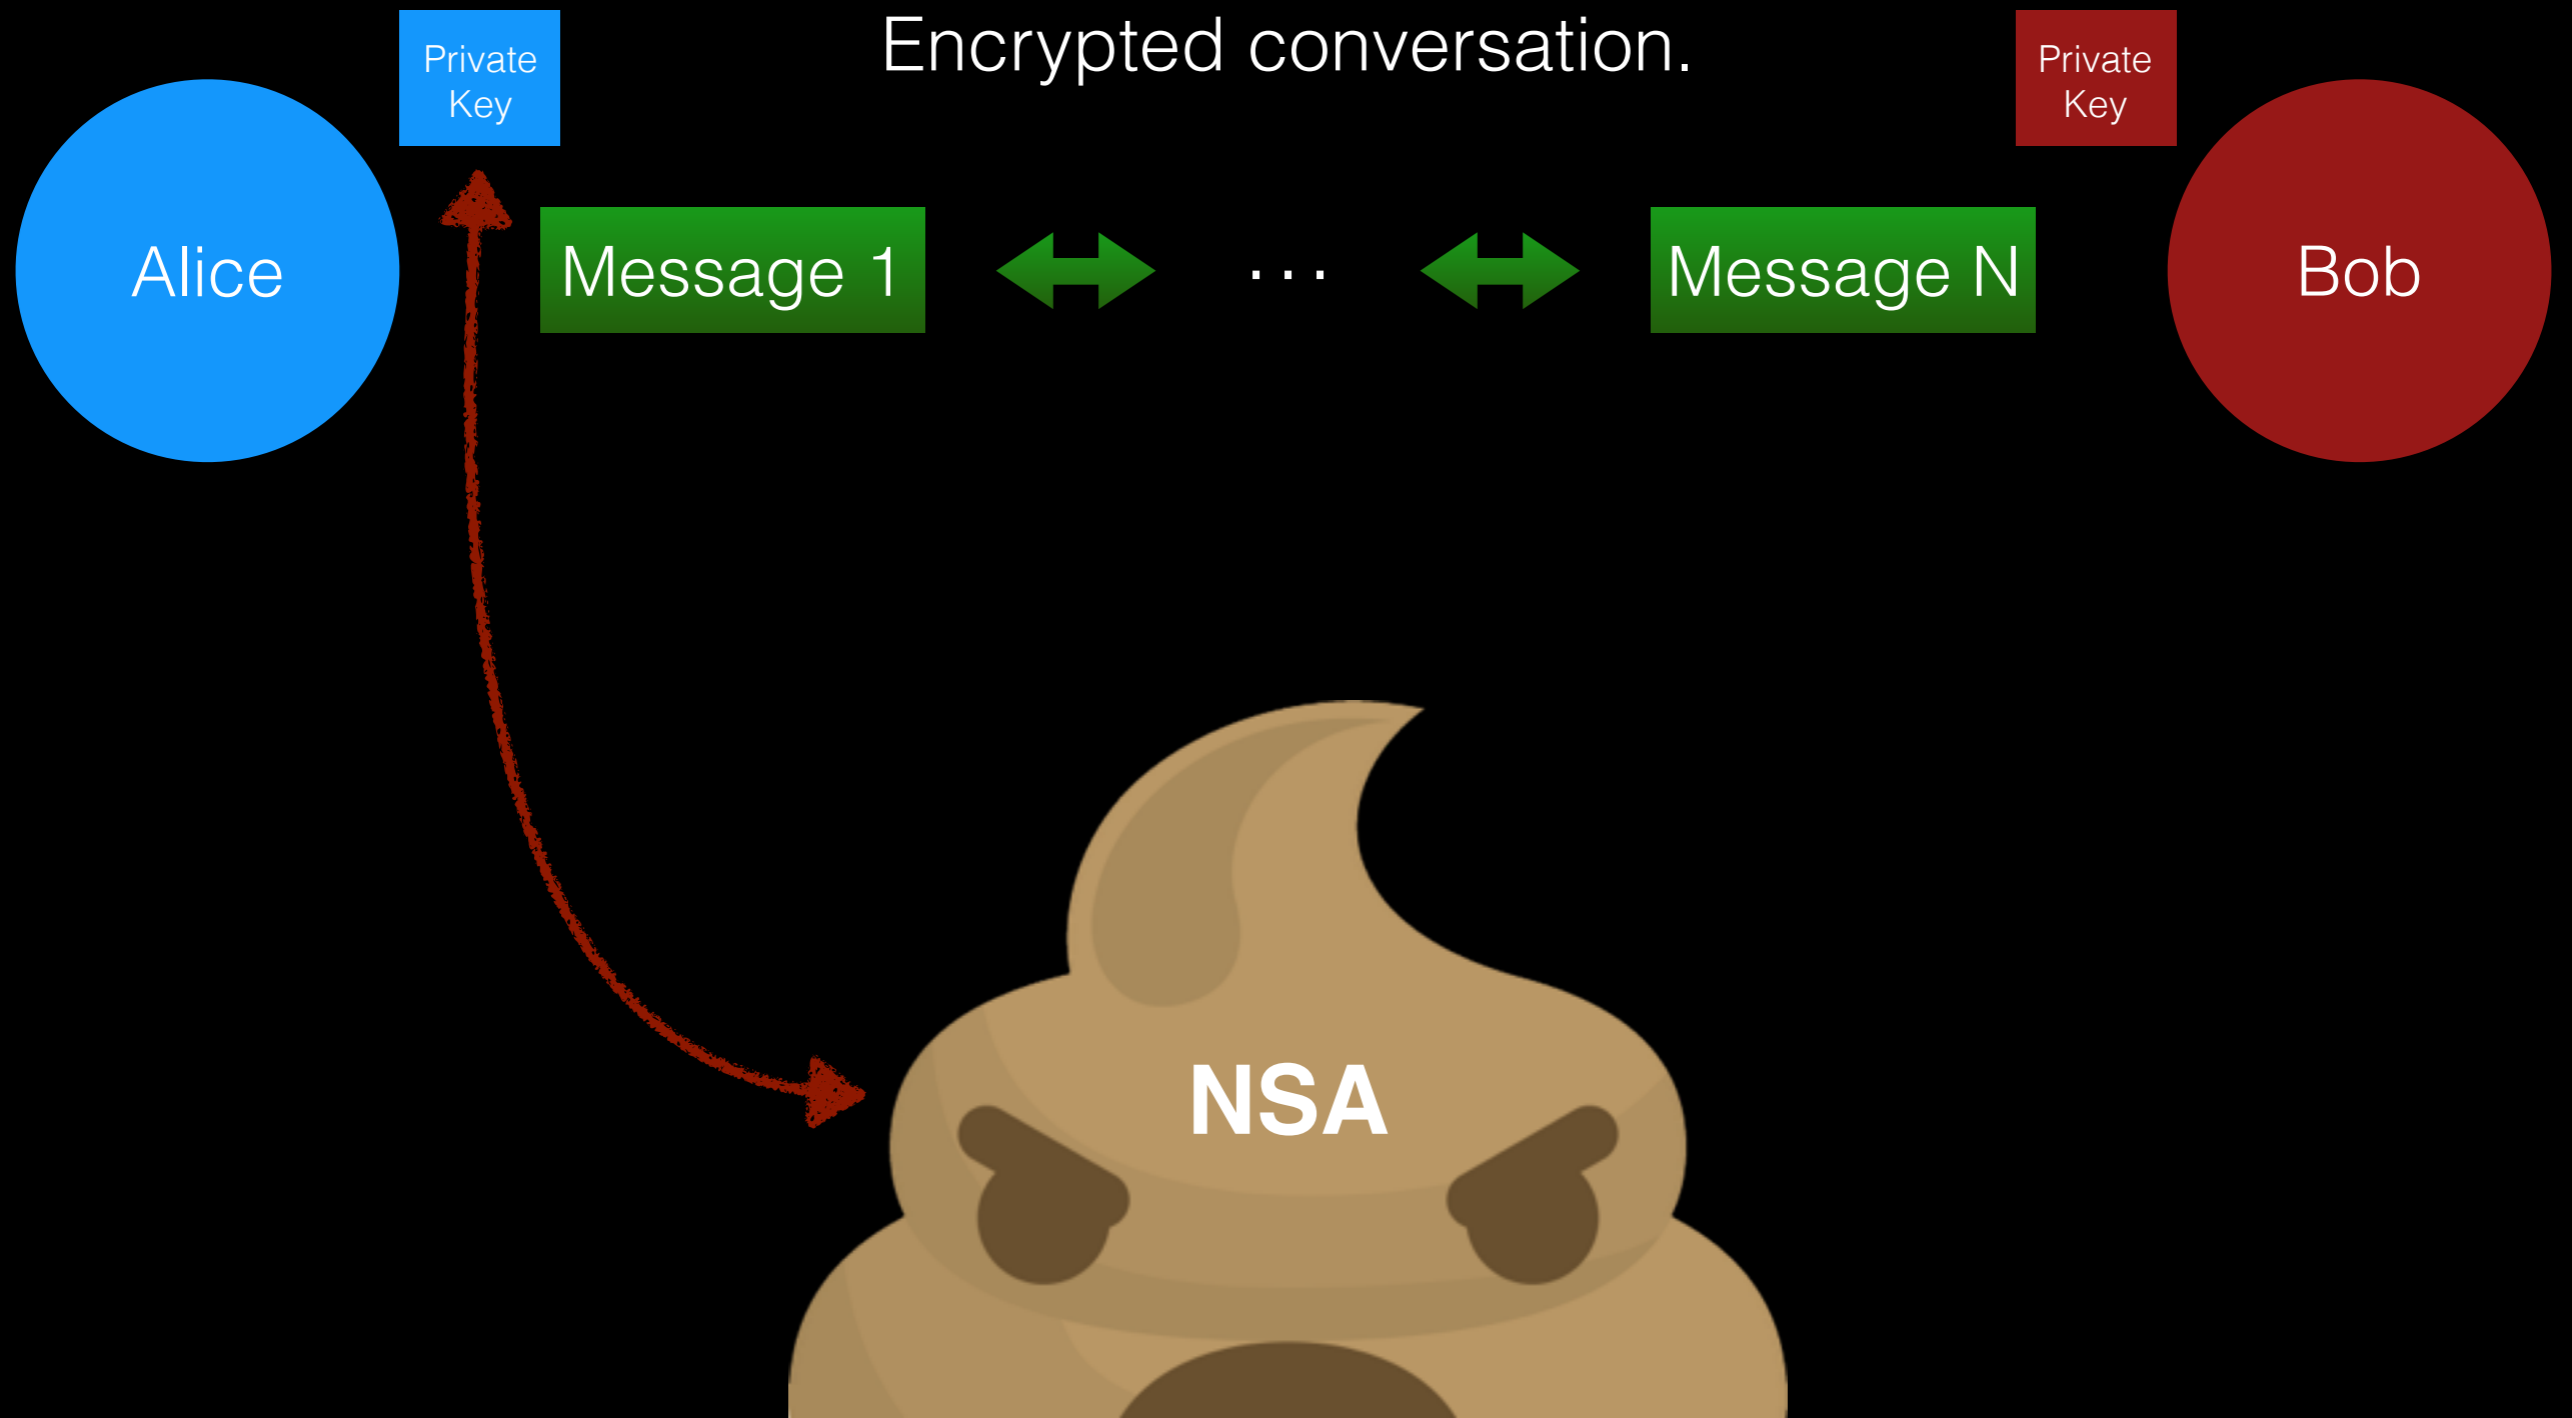 Encrypted conversation.
Private
Key
Private
Key
Alice
Message 1
...
Message N
Bob
NSA